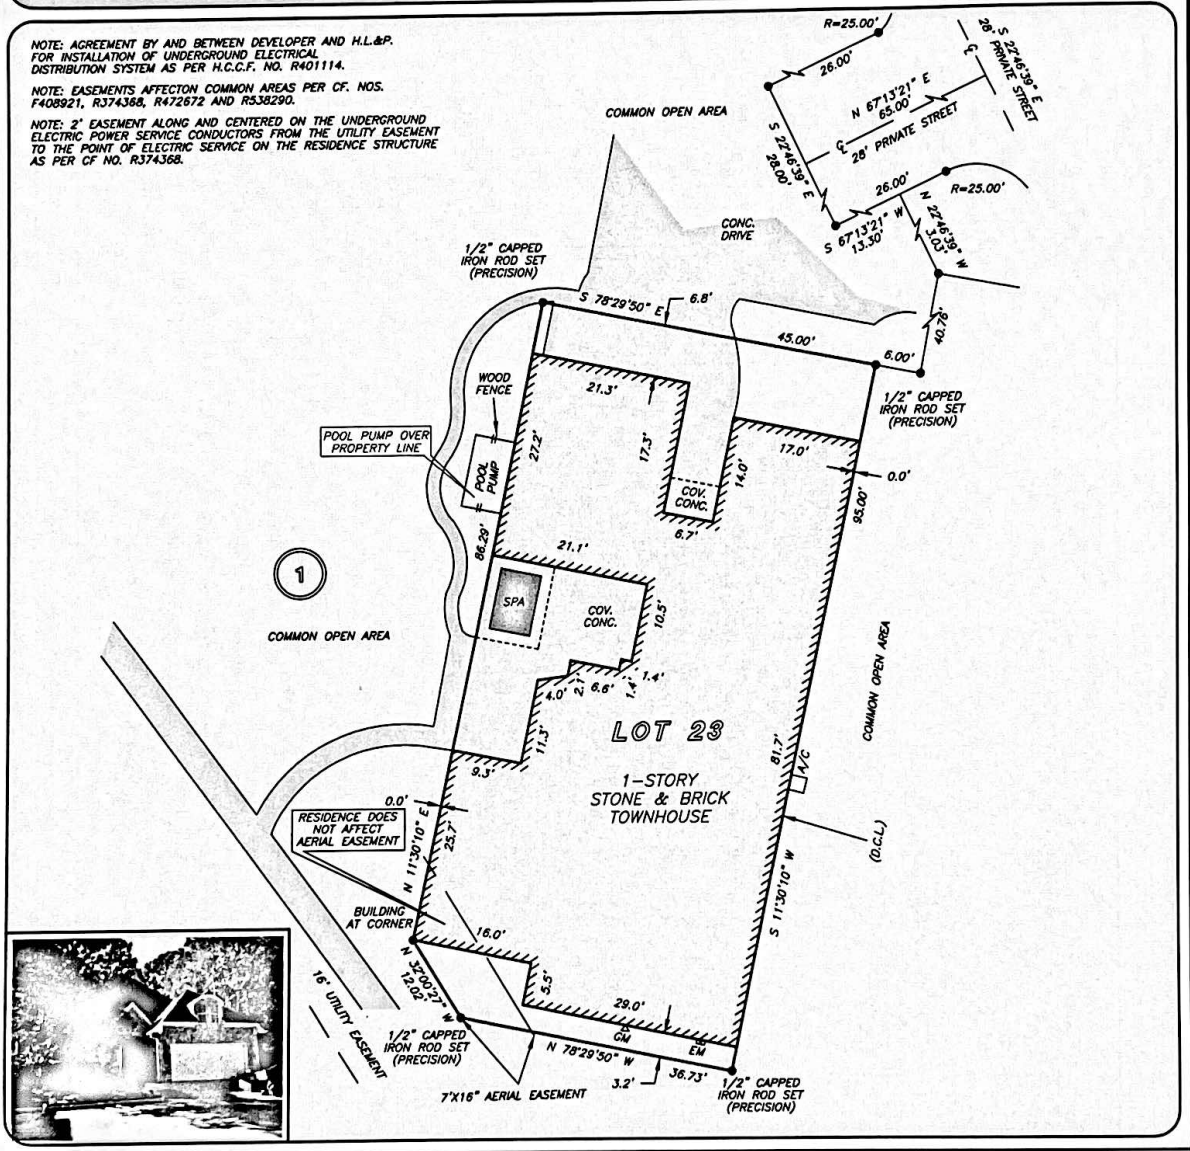 NOTE: AGREEMENT BY AND BETWEEN DEVELOPER AND H.L.&P.
FOR INSTALLATION OF UNDERGROUND ELECTRICAL
DISTRIBUTION SYSTEM AS PER H.C.C.F. NO. R401114.
NOTE: EASEMENTS AFFECTON COMMON AREAS PER CF. NOS.
F408921, R374368, R472672 AND R538290.
NOTE: 2' EASEMENT ALONG AND CENTERED ON THE UNDERGROUND
ELECTRIC POWER SERVICE CONDUCTORS FROM THE UTILITY EASEMENT
TO THE POINT OF ELECTRIC SERVICE ON THE RESIDENCE STRUCTURE
AS PER CF NO. R374368.
R=25.00'
26.00'
S 22°46'39" E
28' PRIVATE STREET
N 67°13'21" E
65.00'
28' PRIVATE STREET
S 22°46'39" E
28.00'
26.00'
R=25.00'
S 67°13'21" W
13.30'
N 22°46'39" W
3.03'
40.76'
COMMON OPEN AREA
CONC.
DRIVE
1/2" CAPPED
IRON ROD SET
(PRECISION)
S 78°29'50" E
6.8'
45.00'
6.00'
1/2" CAPPED
IRON ROD SET
(PRECISION)
21.3'
WOOD
FENCE
POOL PUMP OVER
PROPERTY LINE
POOL
PUMP
27.2'
17.3'
14.0'
17.0'
0.0'
COV.
CONC.
6.7'
95.00'
86.29'
21.1'
1
SPA
COV.
CONC.
10.5'
COMMON OPEN AREA
4.0'
2.1'
6.6'
1.4'
1.4'
11.3'
9.3'
LOT 23
1-STORY
STONE & BRICK
TOWNHOUSE
COMMON OPEN AREA
81.7'
A/C
(D.C.L)
0.0'
RESIDENCE DOES
NOT AFFECT
AERIAL EASEMENT
N 11°30'10" E
25.7'
S 11°30'10" W
BUILDING
AT CORNER
16.0'
5.5'
29.0'
N 32°00'27" W
12.02'
16' UTILITY EASEMENT
1/2" CAPPED
IRON ROD SET
(PRECISION)
GM
EM
N 78°29'50" W
36.73'
3.2'
7'X16" AERIAL EASEMENT
1/2" CAPPED
IRON ROD SET
(PRECISION)